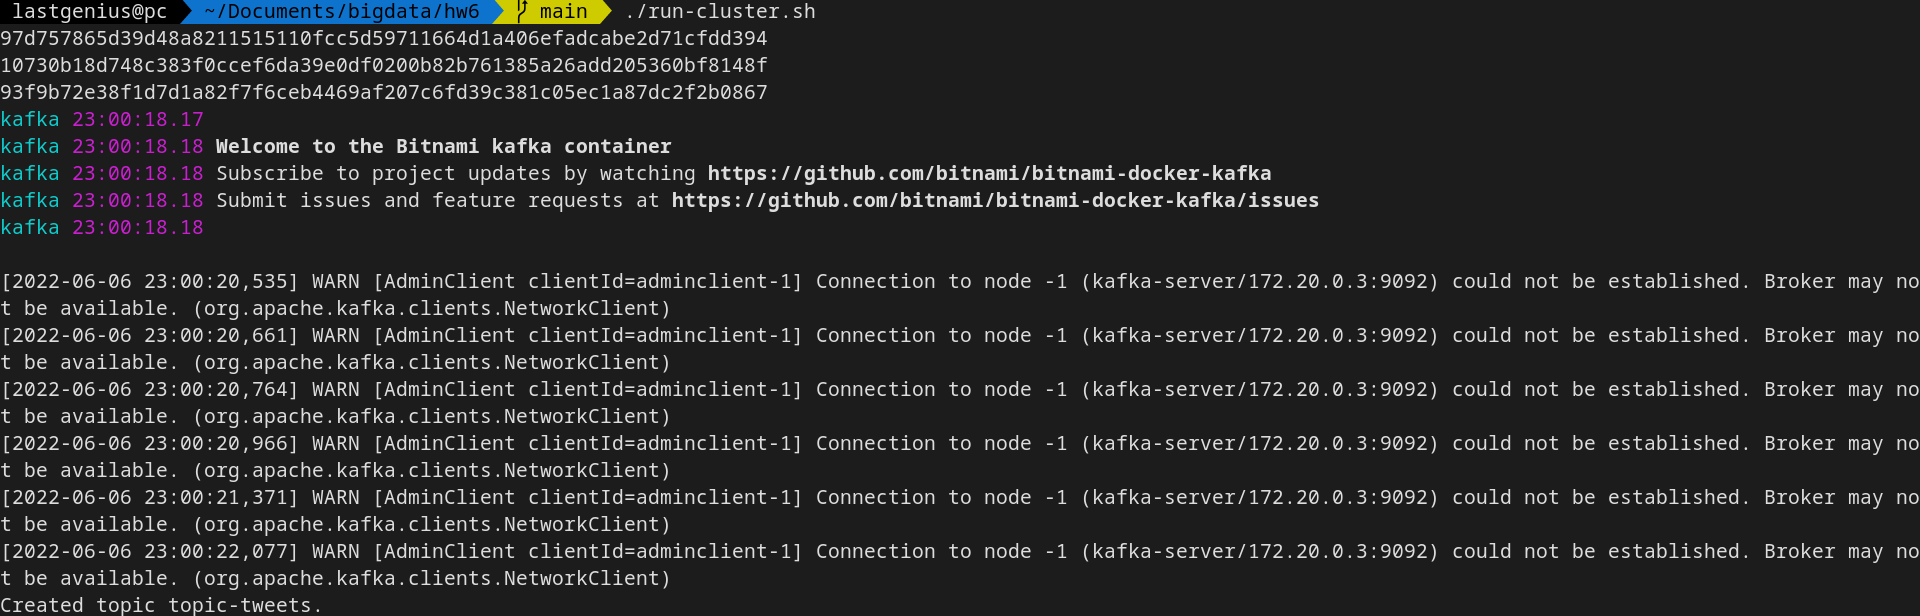 lastgenius@pc ~/Documents/bigdata/hw6 main ./run-cluster.sh
97d757865d39d48a8211515110fcc5d59711664d1a406efadcabe2d71cfdd394
10730b18d748c383f0ccef6da39e0df0200b82b761385a26add205360bf8148f
93f9b72e38f1d7d1a82f7f6ceb4469af207c6fd39c381c05ec1a87dc2f2b0867
kafka 23:00:18.17
kafka 23:00:18.18 Welcome to the Bitnami kafka container
kafka 23:00:18.18 Subscribe to project updates by watching https://github.com/bitnami/bitnami-docker-kafka
kafka 23:00:18.18 Submit issues and feature requests at https://github.com/bitnami/bitnami-docker-kafka/issues
kafka 23:00:18.18
[2022-06-06 23:00:20,535] WARN [AdminClient clientId=adminclient-1] Connection to node -1 (kafka-server/172.20.0.3:9092) could not be established. Broker may no
t be available. (org.apache.kafka.clients.NetworkClient)
[2022-06-06 23:00:20,661] WARN [AdminClient clientId=adminclient-1] Connection to node -1 (kafka-server/172.20.0.3:9092) could not be established. Broker may no
t be available. (org.apache.kafka.clients.NetworkClient)
[2022-06-06 23:00:20,764] WARN [AdminClient clientId=adminclient-1] Connection to node -1 (kafka-server/172.20.0.3:9092) could not be established. Broker may no
t be available. (org.apache.kafka.clients.NetworkClient)
[2022-06-06 23:00:20,966] WARN [AdminClient clientId=adminclient-1] Connection to node -1 (kafka-server/172.20.0.3:9092) could not be established. Broker may no
t be available. (org.apache.kafka.clients.NetworkClient)
[2022-06-06 23:00:21,371] WARN [AdminClient clientId=adminclient-1] Connection to node -1 (kafka-server/172.20.0.3:9092) could not be established. Broker may no
t be available. (org.apache.kafka.clients.NetworkClient)
[2022-06-06 23:00:22,077] WARN [AdminClient clientId=adminclient-1] Connection to node -1 (kafka-server/172.20.0.3:9092) could not be established. Broker may no
t be available. (org.apache.kafka.clients.NetworkClient)
Created topic topic-tweets.